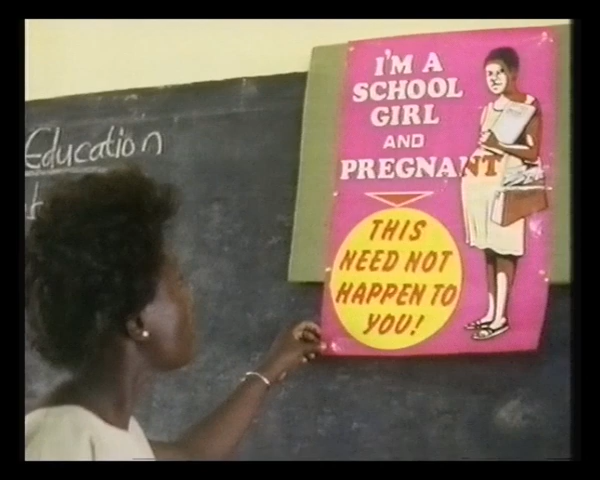 Education
I'M A
SCHOOL
GIRL
AND
PREGNANT
THIS
NEED NOT
HAPPEN TO
YOU!